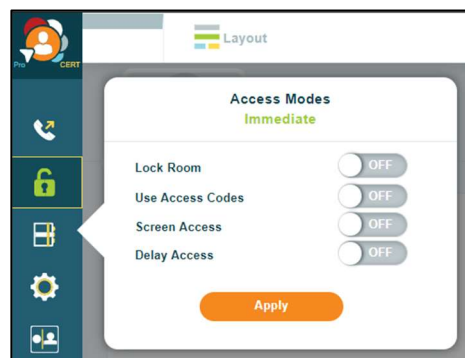 Pro CERT
Layout
Access Modes
Immediate
Lock Room OFF
Use Access Codes OFF
Screen Access OFF
Delay Access OFF
Apply